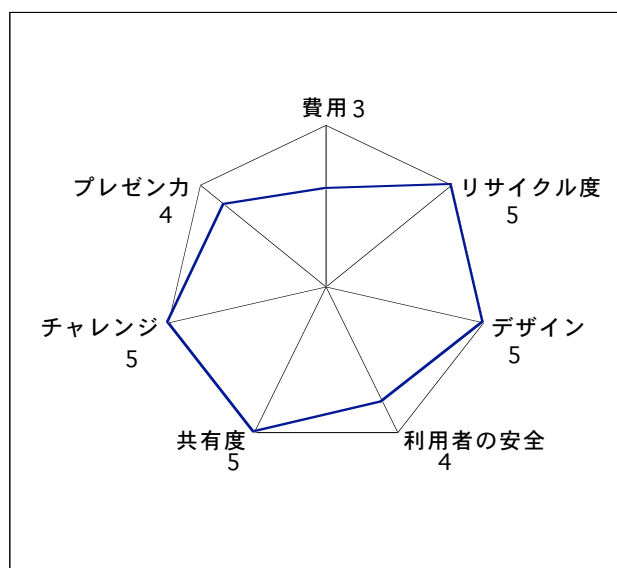 費用3
プレゼン力
4
リサイクル度
5
チャレンジ
5
デザイン
5
共有度
5
利用者の安全
4